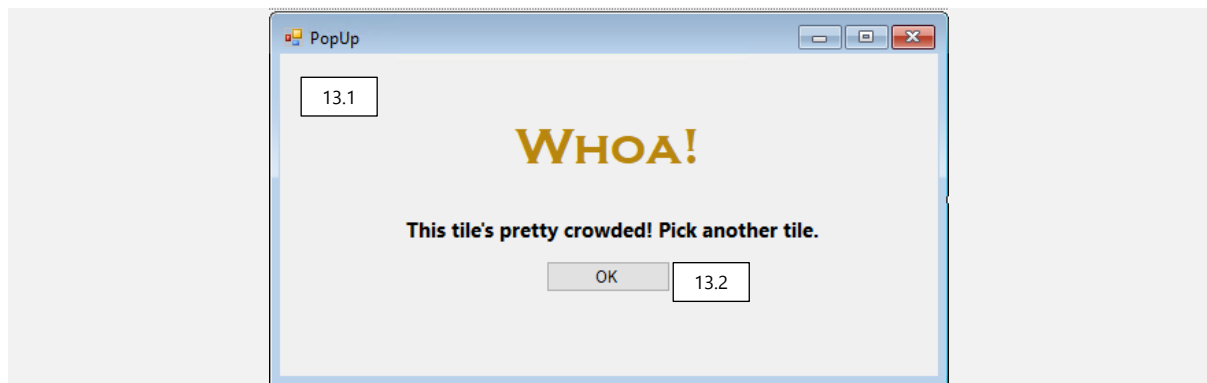 PopUp
13.1
WHOA!
This tile's pretty crowded! Pick another tile.
OK
13.2